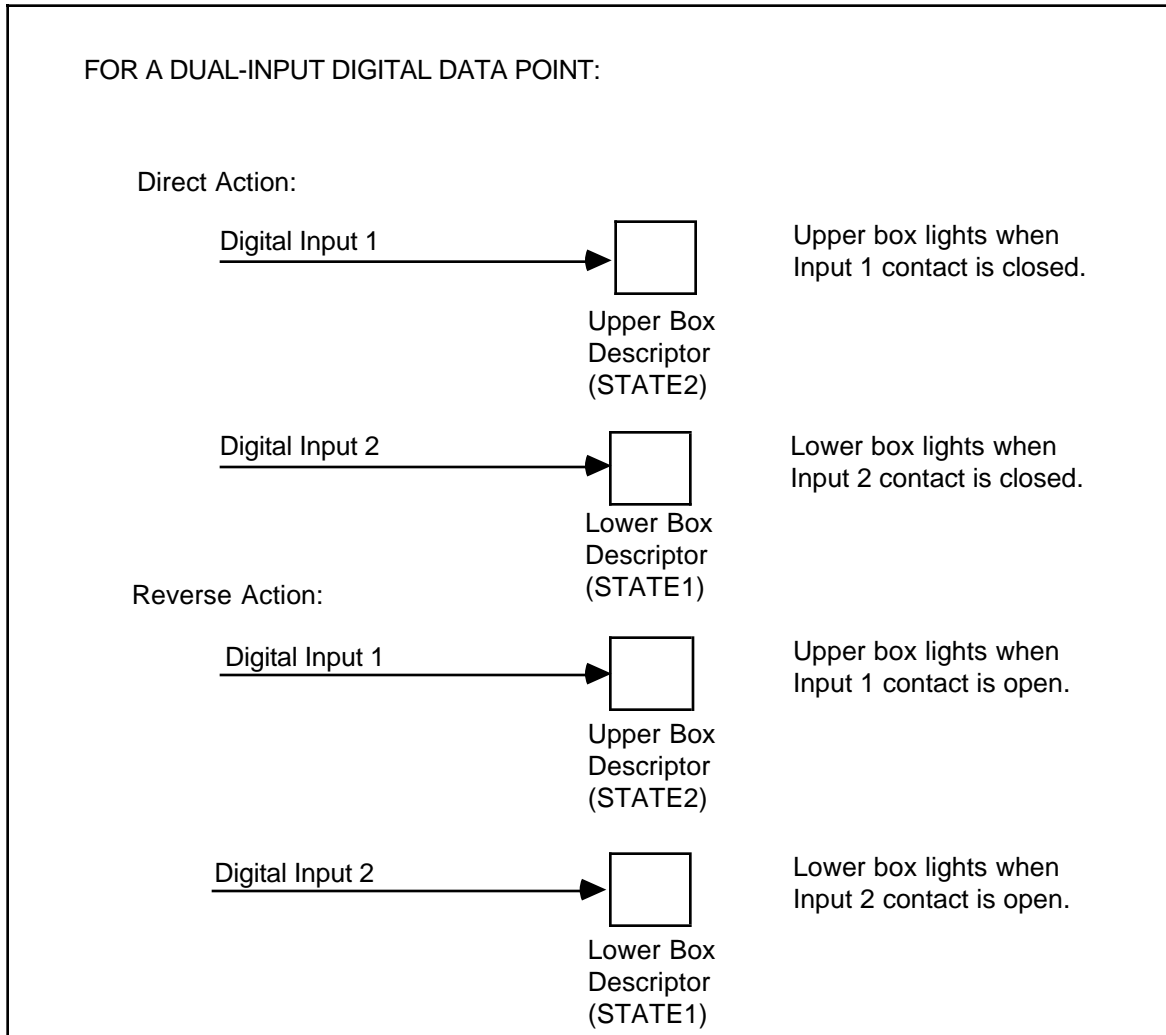 FOR A DUAL-INPUT DIGITAL DATA POINT:
Direct Action:
Digital Input 1
Upper box lights when
Input 1 contact is closed.
Upper Box
Descriptor
(STATE2)
Digital Input 2
Lower box lights when
Input 2 contact is closed.
Lower Box
Descriptor
(STATE1)
Reverse Action:
Digital Input 1
Upper box lights when
Input 1 contact is open.
Upper Box
Descriptor
(STATE2)
Digital Input 2
Lower box lights when
Input 2 contact is open.
Lower Box
Descriptor
(STATE1)